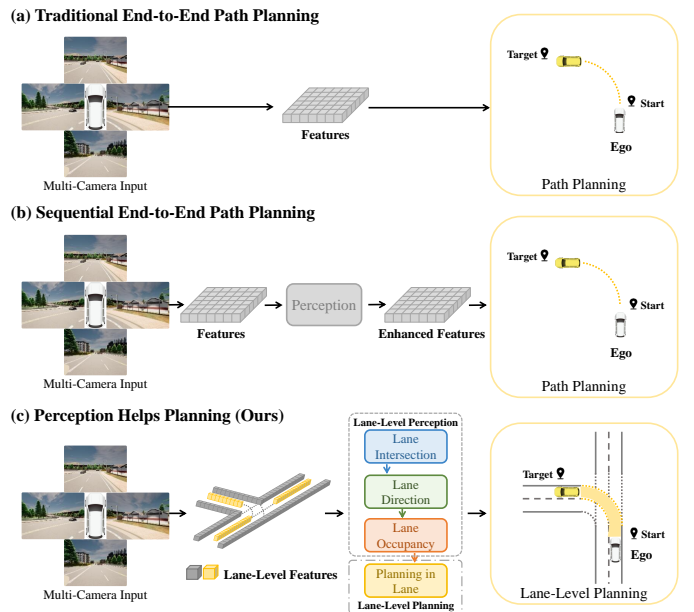 (a) Traditional End-to-End Path Planning
Target
Start
Features
Ego
Multi-Camera Input
Path Planning
(b) Sequential End-to-End Path Planning
Target
Perception
Start
Features
Enhanced Features
Ego
Multi-Camera Input
Path Planning
(c) Perception Helps Planning (Ours)
Lane-Level Perception
Lane
Intersection
Target
Lane
Direction
Lane
Occupancy
Start
Ego
Lane-Level Features
Planning in
Lane
Multi-Camera Input
Lane-Level Planning
Lane-Level Planning